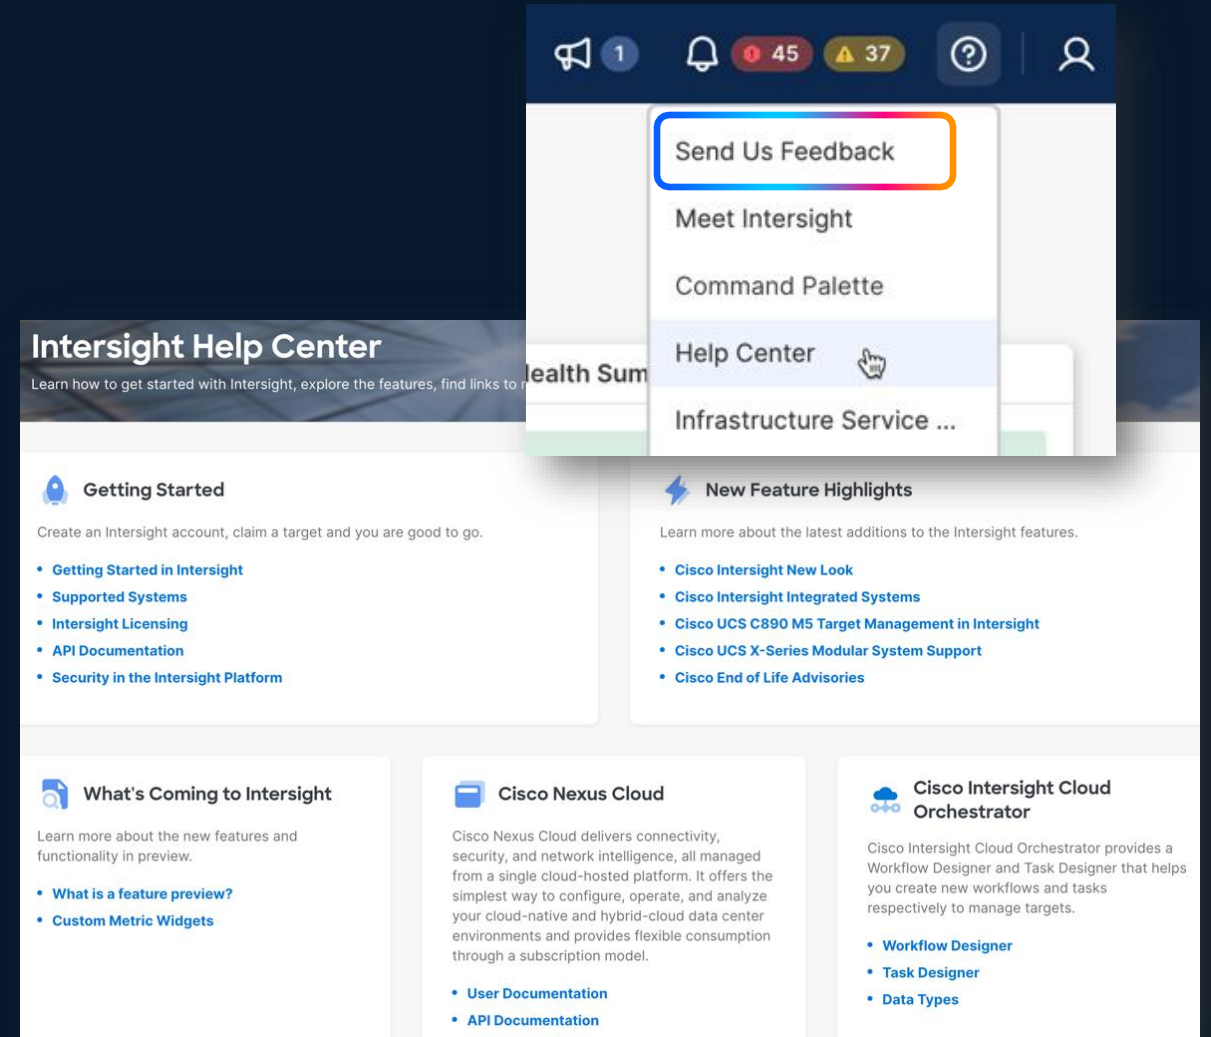 1
45
37
Send Us Feedback
Meet Intersight
Command Palette
Help Center
Infrastructure Service ...
Intersight Help Center
Learn how to get started with Intersight, explore the features, find links to
Getting Started
Create an Intersight account, claim a target and you are good to go.
• Getting Started in Intersight
• Supported Systems
• Intersight Licensing
• API Documentation
• Security in the Intersight Platform
New Feature Highlights
Learn more about the latest additions to the Intersight features.
• Cisco Intersight New Look
• Cisco Intersight Integrated Systems
• Cisco UCS C890 M5 Target Management in Intersight
• Cisco UCS X-Series Modular System Support
• Cisco End of Life Advisories
What's Coming to Intersight
Learn more about the new features and
functionality in preview.
• What is a feature preview?
• Custom Metric Widgets
Cisco Nexus Cloud
Cisco Nexus Cloud delivers connectivity,
security, and network intelligence, all managed
from a single cloud-hosted platform. It offers the
simplest way to configure, operate, and analyze
your cloud-native and hybrid-cloud data center
environments and provides flexible consumption
through a subscription model.
• User Documentation
• API Documentation
Cisco Intersight Cloud
Orchestrator
Cisco Intersight Cloud Orchestrator provides a
Workflow Designer and Task Designer that helps
you create new workflows and tasks
respectively to manage targets.
• Workflow Designer
• Task Designer
• Data Types